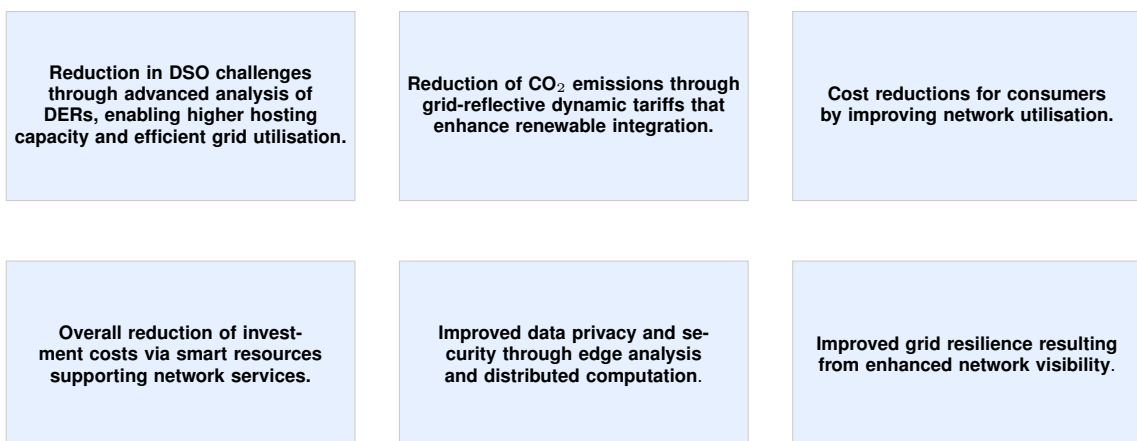 Reduction in DSO challenges
through advanced analysis of
DERs, enabling higher hosting
capacity and efficient grid utilisation.
Reduction of CO₂ emissions through
grid-reflective dynamic tariffs that
enhance renewable integration.
Cost reductions for consumers
by improving network utilisation.
Overall reduction of invest-
ment costs via smart resources
supporting network services.
Improved data privacy and se-
curity through edge analysis
and distributed computation.
Improved grid resilience resulting
from enhanced network visibility.